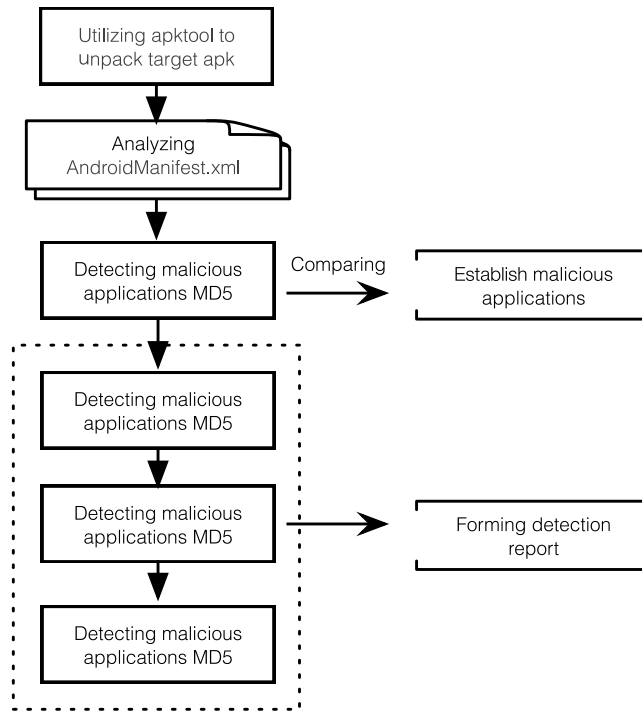 Utilizing apktool to
unpack target apk
Analyzing
AndroidManifest.xml
Detecting malicious
applications MD5
Comparing
Establish malicious
applications
Detecting malicious
applications MD5
Detecting malicious
applications MD5
Forming detection
report
Detecting malicious
applications MD5